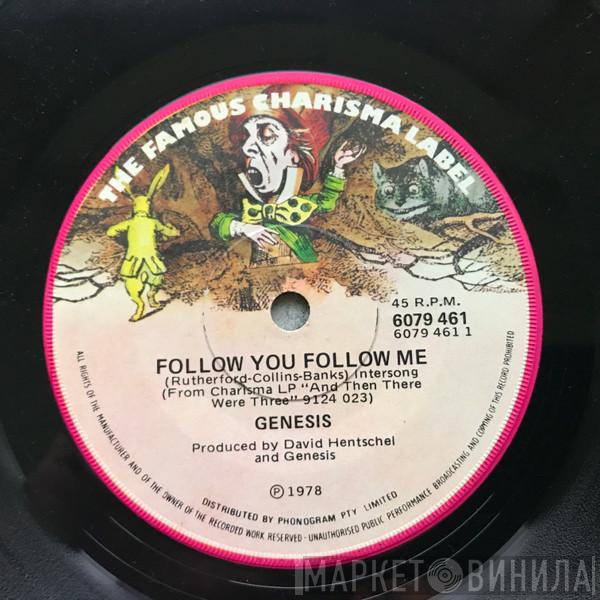 THE FAMOUS CHARISMA LABEL
45 R.P.M.
6079 461
6079 461 1
FOLLOW YOU FOLLOW ME
(Rutherford-Collins-Banks) Intersong
(From Charisma LP "And Then There
Were Three" 9124 023)
GENESIS
Produced by David Hentschel
and Genesis
Ⓟ 1978
DISTRIBUTED BY PHONOGRAM PTY LIMITED
ALL RIGHTS OF THE MANUFACTURER AND OF THE OWNER OF THE RECORDED WORK RESERVED - UNAUTHORISED PUBLIC PERFORMANCE BROADCASTING AND COPYING OF THIS RECORD PROHIBITED
МАРКЕТ ВИНИЛА